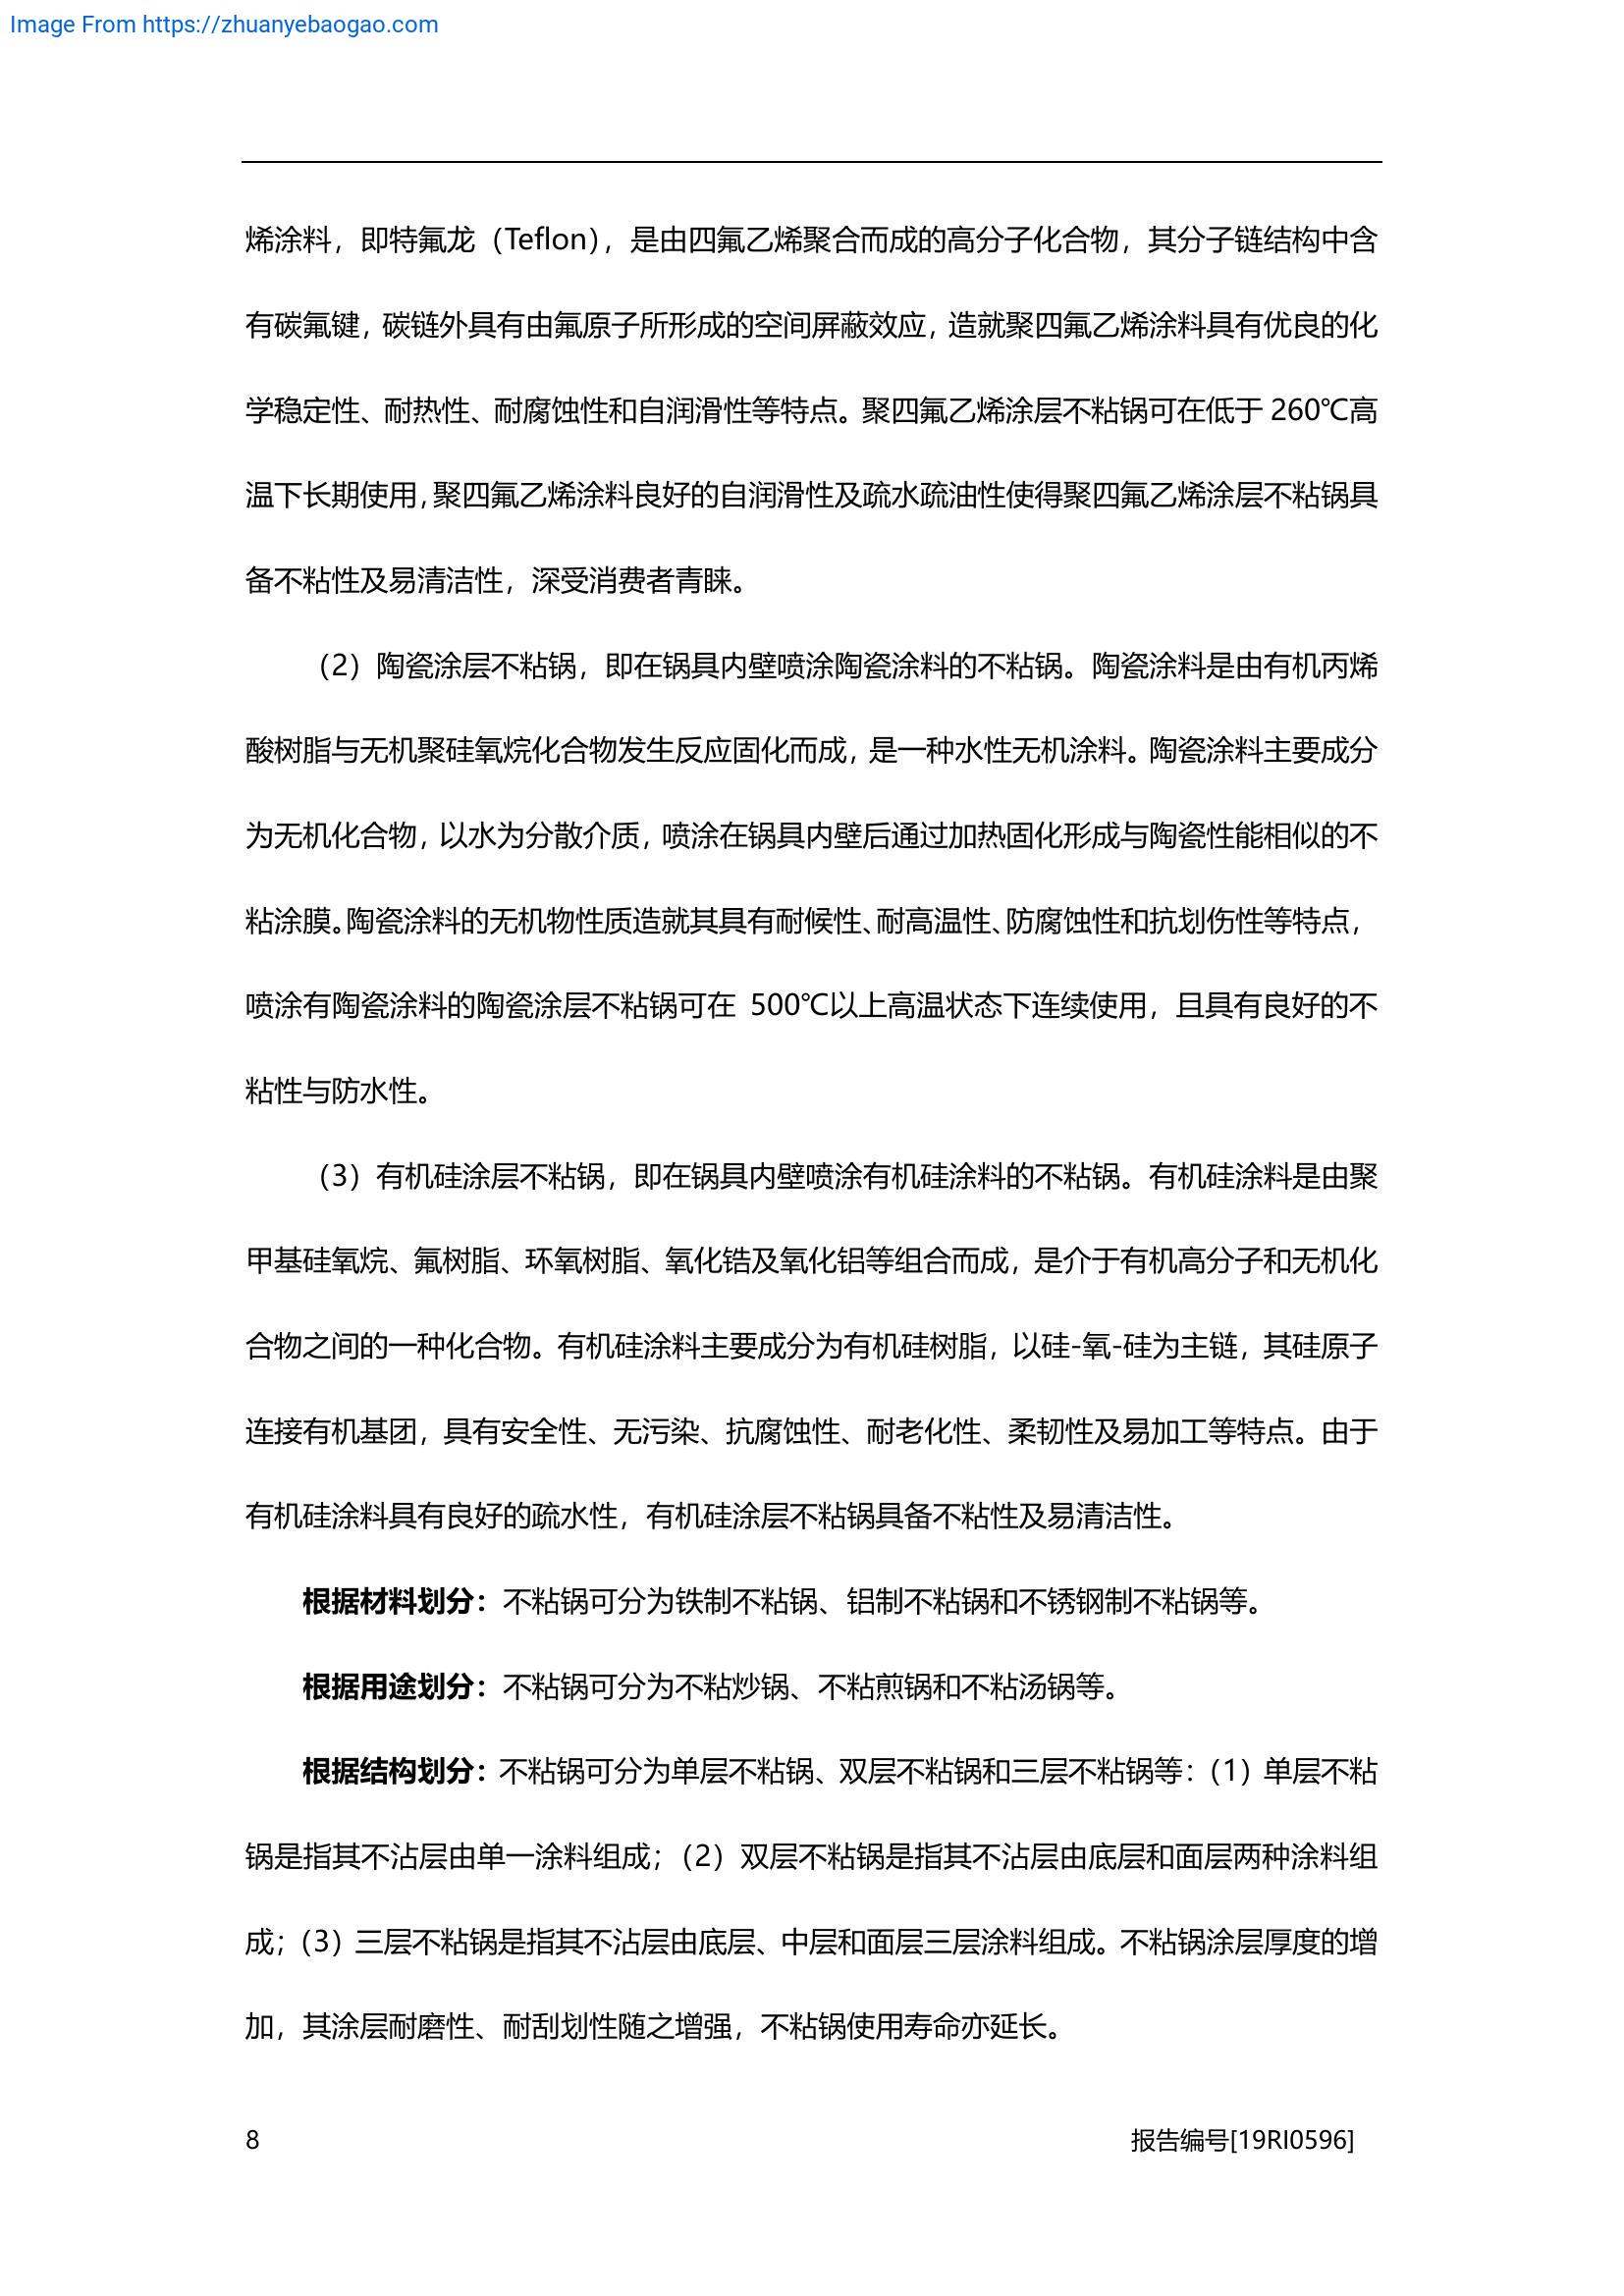 Image From https://zhuanyebaogao.com
烯涂料，即特氟龙（Teflon），是由四氟乙烯聚合而成的高分子化合物，其分子链结构中含
有碳氟键，碳链外具有由氟原子所形成的空间屏蔽效应，造就聚四氟乙烯涂料具有优良的化
学稳定性、耐热性、耐腐蚀性和自润滑性等特点。聚四氟乙烯涂层不粘锅可在低于 260℃高
温下长期使用，聚四氟乙烯涂料良好的自润滑性及疏水疏油性使得聚四氟乙烯涂层不粘锅具
备不粘性及易清洁性，深受消费者青睐。
（2）陶瓷涂层不粘锅，即在锅具内壁喷涂陶瓷涂料的不粘锅。陶瓷涂料是由有机丙烯
酸树脂与无机聚硅氧烷化合物发生反应固化而成，是一种水性无机涂料。陶瓷涂料主要成分
为无机化合物，以水为分散介质，喷涂在锅具内壁后通过加热固化形成与陶瓷性能相似的不
粘涂膜。陶瓷涂料的无机物性质造就其具有耐候性、耐高温性、防腐蚀性和抗划伤性等特点，
喷涂有陶瓷涂料的陶瓷涂层不粘锅可在 500℃以上高温状态下连续使用，且具有良好的不
粘性与防水性。
（3）有机硅涂层不粘锅，即在锅具内壁喷涂有机硅涂料的不粘锅。有机硅涂料是由聚
甲基硅氧烷、氟树脂、环氧树脂、氧化锆及氧化铝等组合而成，是介于有机高分子和无机化
合物之间的一种化合物。有机硅涂料主要成分为有机硅树脂，以硅-氧-硅为主链，其硅原子
连接有机基团，具有安全性、无污染、抗腐蚀性、耐老化性、柔韧性及易加工等特点。由于
有机硅涂料具有良好的疏水性，有机硅涂层不粘锅具备不粘性及易清洁性。
根据材料划分：不粘锅可分为铁制不粘锅、铝制不粘锅和不锈钢制不粘锅等。
根据用途划分：不粘锅可分为不粘炒锅、不粘煎锅和不粘汤锅等。
根据结构划分：不粘锅可分为单层不粘锅、双层不粘锅和三层不粘锅等：（1）单层不粘
锅是指其不沾层由单一涂料组成；（2）双层不粘锅是指其不沾层由底层和面层两种涂料组
成；（3）三层不粘锅是指其不沾层由底层、中层和面层三层涂料组成。不粘锅涂层厚度的增
加，其涂层耐磨性、耐刮划性随之增强，不粘锅使用寿命亦延长。
8 报告编号[19RI0596]